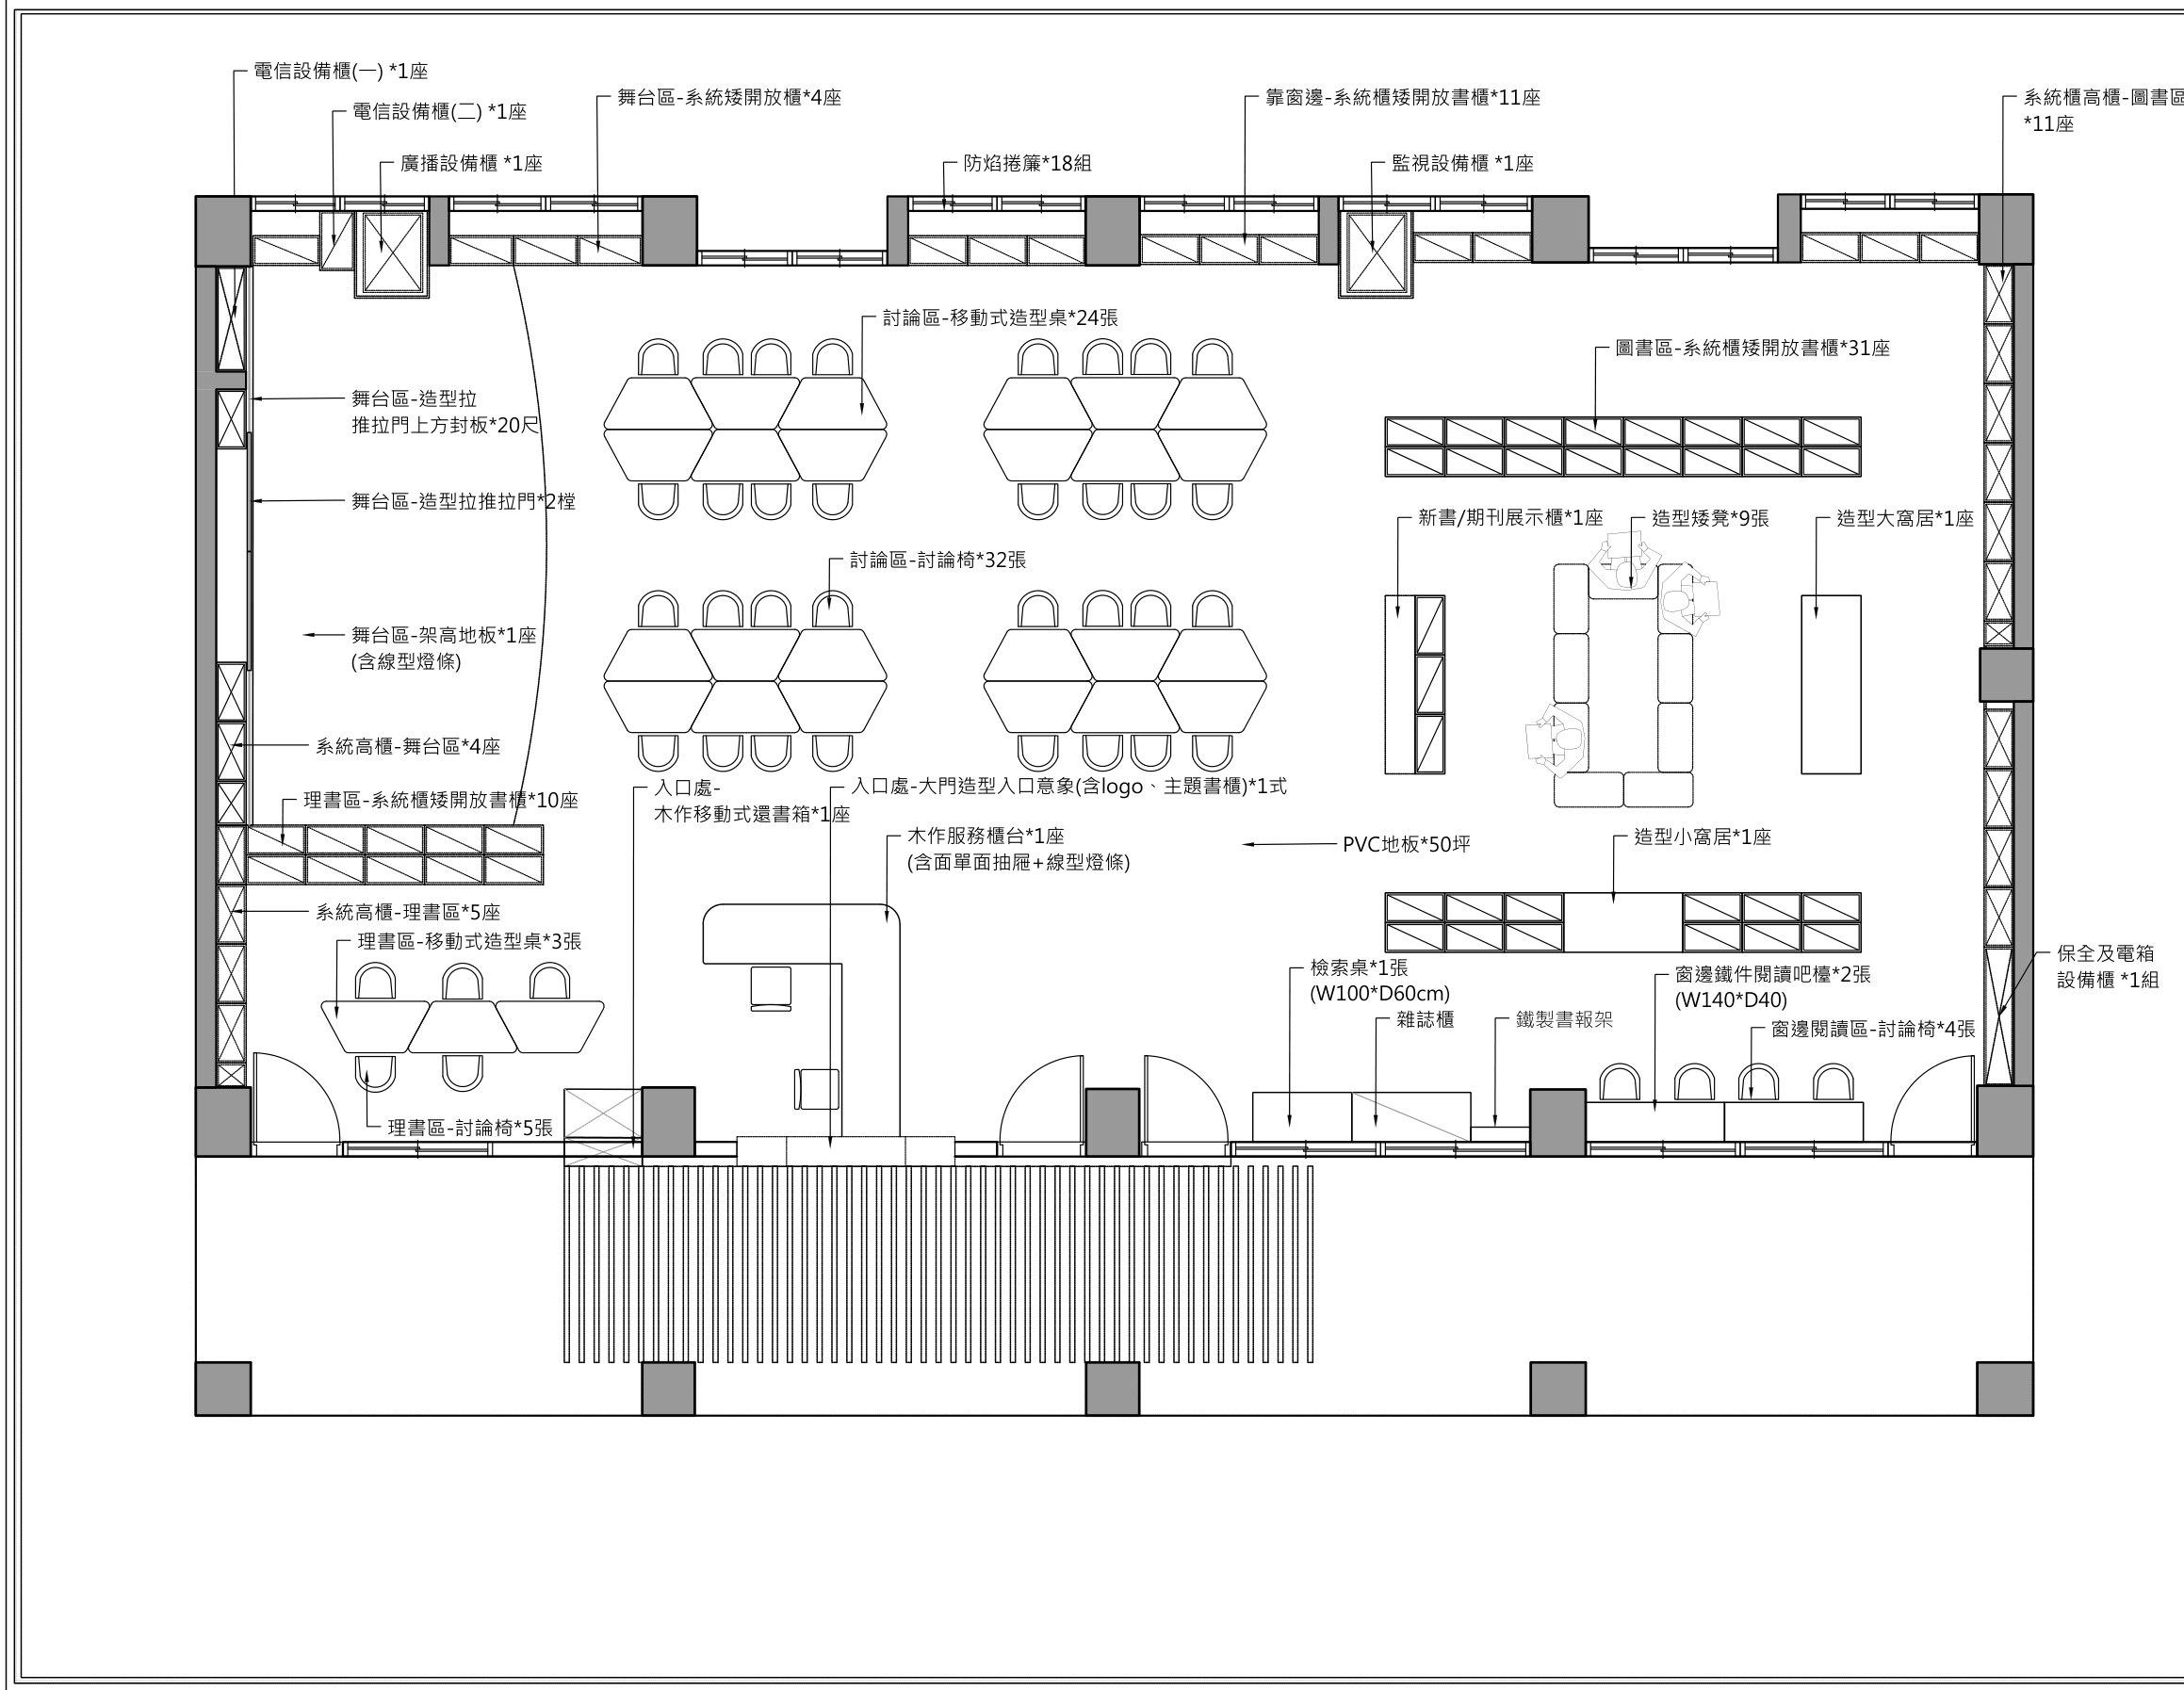 電信設備櫃(一) *1座
電信設備櫃(二) *1座
舞台區-系統矮開放櫃*4座
靠窗邊-系統櫃矮開放書櫃*11座
系統櫃高櫃-圖書區
*11座
廣播設備櫃 *1座
防焰捲簾*18組
監視設備櫃 *1座
討論區-移動式造型桌*24張
圖書區-系統櫃矮開放書櫃*31座
舞台區-造型拉
推拉門上方封板*20尺
舞台區-造型拉推拉門*2樘
新書/期刊展示櫃*1座
造型矮凳*9張
造型大窩居*1座
討論區-討論椅*32張
舞台區-架高地板*1座
(含線型燈條)
系統高櫃-舞台區*4座
理書區-系統櫃矮開放書櫃*10座
入口處-
木作移動式還書箱*1座
入口處-大門造型入口意象(含logo、主題書櫃)*1式
木作服務櫃台*1座
(含面單面抽屜+線型燈條)
PVC地板*50坪
造型小窩居*1座
系統高櫃-理書區*5座
理書區-移動式造型桌*3張
檢索桌*1張
(W100*D60cm)
雜誌櫃
鐵製書報架
窗邊鐵件閱讀吧檯*2張
(W140*D40)
窗邊閱讀區-討論椅*4張
保全及電箱
設備櫃 *1組
理書區-討論椅*5張